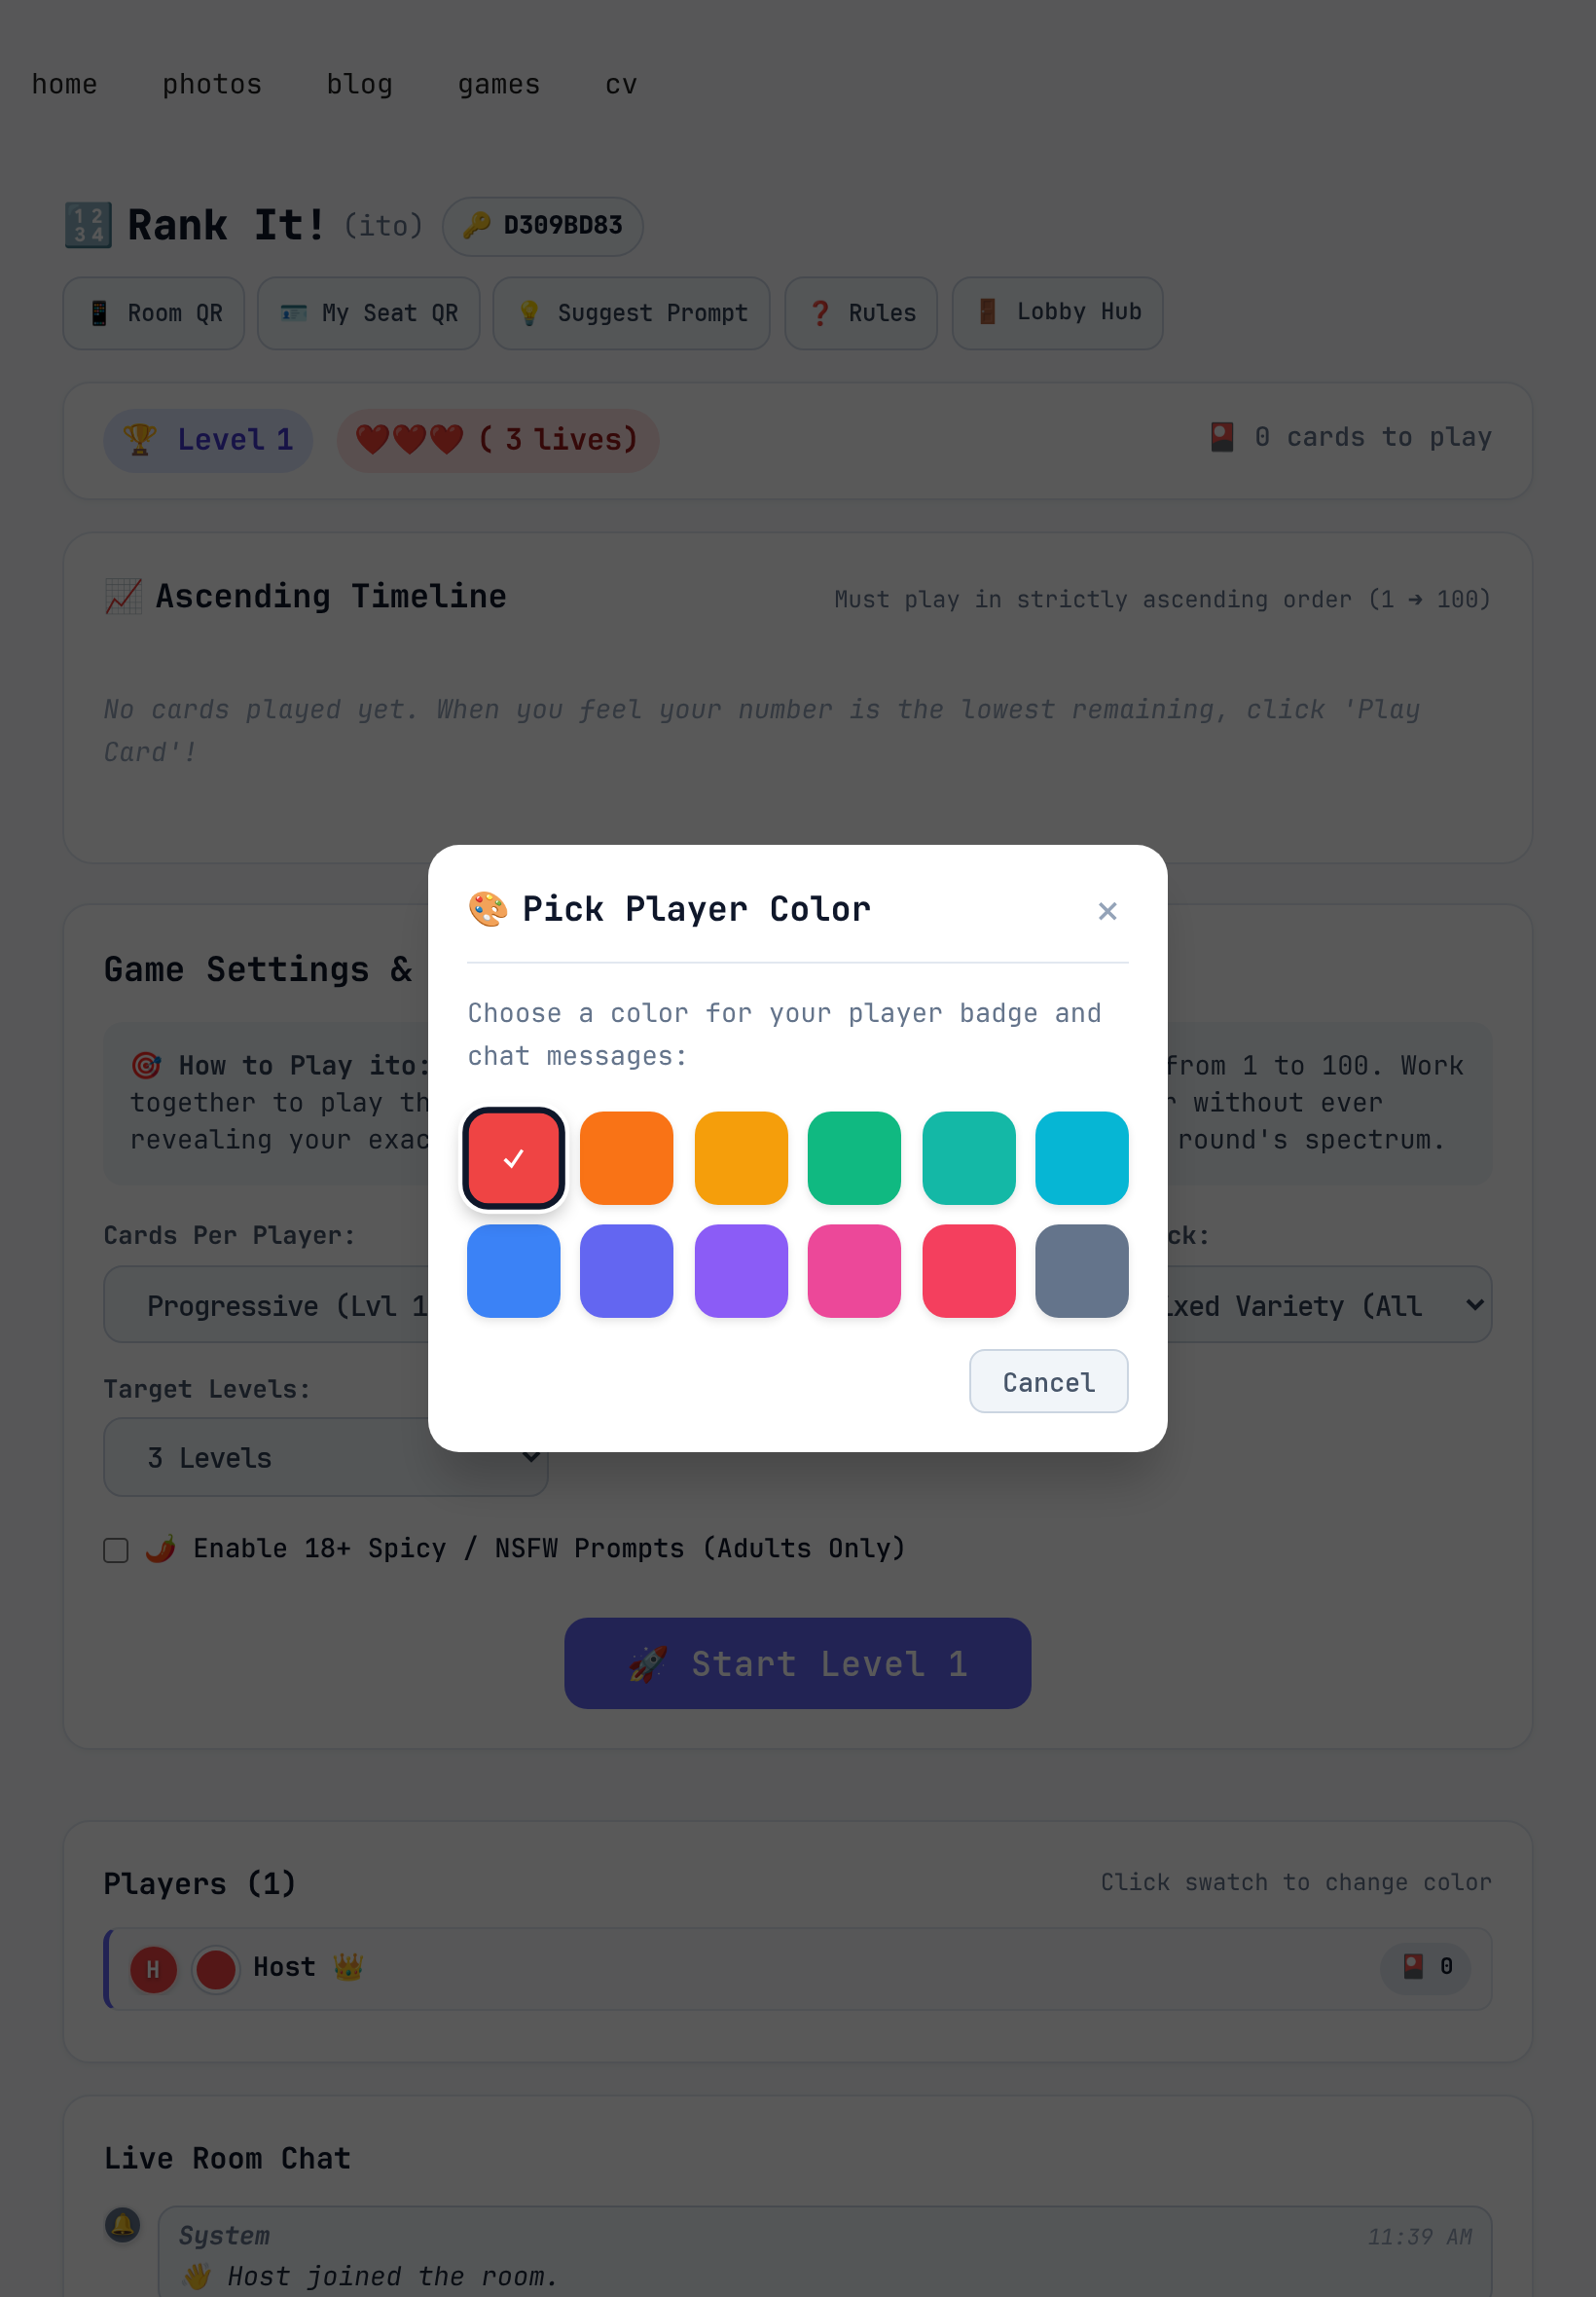 home photos blog games cv
Rank It! (ito) 🔑 D309BD83
📱 Room QR 🪪 My Seat QR 💡 Suggest Prompt ❓ Rules 🚪 Lobby Hub
🏆 Level 1 ❤️❤️❤️ ( 3 lives) 🎴 0 cards to play
📈 Ascending Timeline Must play in strictly ascending order (1 → 100)
No cards played yet. When you feel your number is the lowest remaining, click 'Play
Card'!
🎨 Pick Player Color ×
Choose a color for your player badge and
chat messages:
✓
Cancel
Game Settings &
🎯 How to Play ito: from 1 to 100. Work
together to play without ever
revealing your round's spectrum.
Cards Per Player:
Progressive (Lvl 1 Variety (All
Target Levels:
3 Levels
🌶️ Enable 18+ Spicy / NSFW Prompts (Adults Only)
🚀 Start Level 1
Players (1) Click swatch to change color
H Host 👑 🎴 0
Live Room Chat
🔔 System 11:39 AM
👋 Host joined the room.